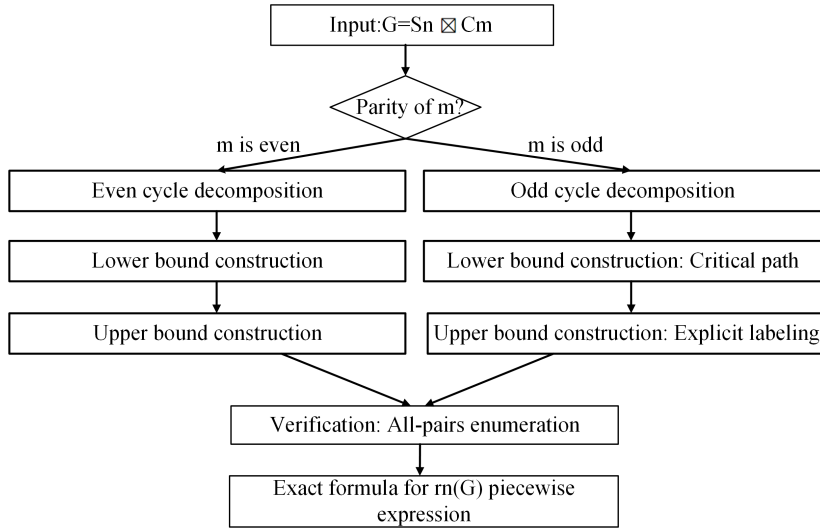 Input:G=Sn ⊠ Cm
Parity of m?
m is even
m is odd
Even cycle decomposition
Odd cycle decomposition
Lower bound construction
Lower bound construction: Critical path
Upper bound construction
Upper bound construction: Explicit labeling
Verification: All-pairs enumeration
Exact formula for rn(G) piecewise
expression